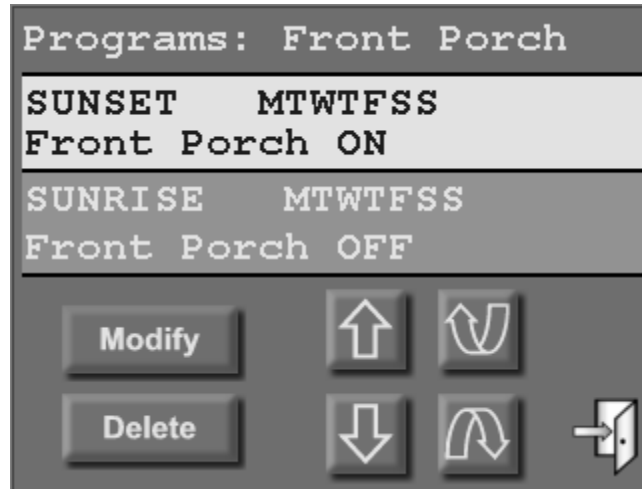 Programs: Front Porch
SUNSET MTWTFSS
Front Porch ON
SUNRISE MTWTFSS
Front Porch OFF
Modify
Delete